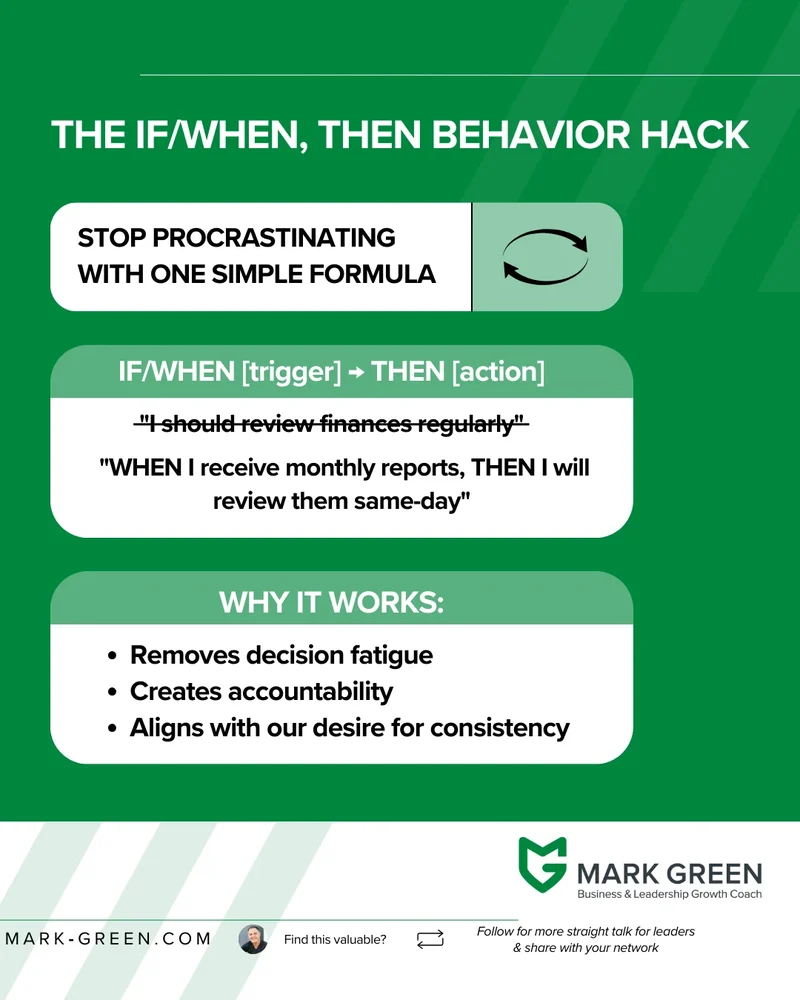 THE IF/WHEN, THEN BEHAVIOR HACK
STOP PROCRASTINATING
WITH ONE SIMPLE FORMULA
IF/WHEN [trigger] → THEN [action]
"I should review finances regularly"
"WHEN I receive monthly reports, THEN I will
review them same-day"
WHY IT WORKS:
• Removes decision fatigue
• Creates accountability
• Aligns with our desire for consistency
MARK GREEN
Business & Leadership Growth Coach
MARK-GREEN.COM
Find this valuable?
Follow for more straight talk for leaders
& share with your network